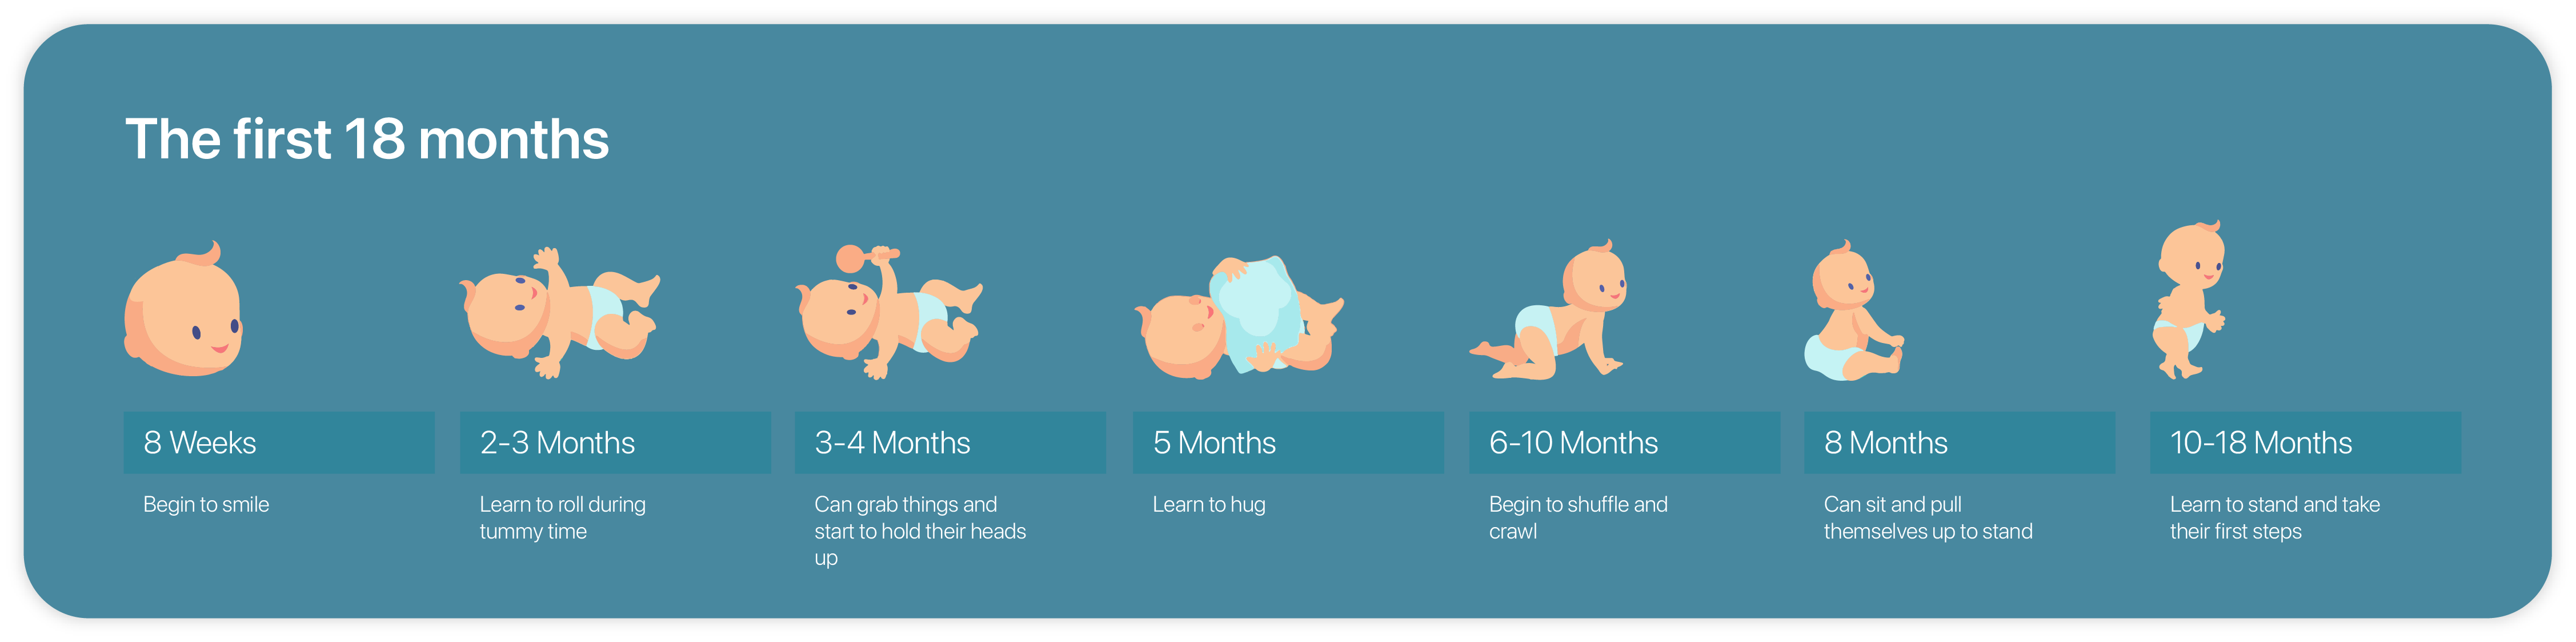 The first 18 months
8 Weeks
Begin to smile
2-3 Months
Learn to roll during
tummy time
3-4 Months
Can grab things and
start to hold their heads
up
5 Months
Learn to hug
6-10 Months
Begin to shuffle and
crawl
8 Months
Can sit and pull
themselves up to stand
10-18 Months
Learn to stand and take
their first steps